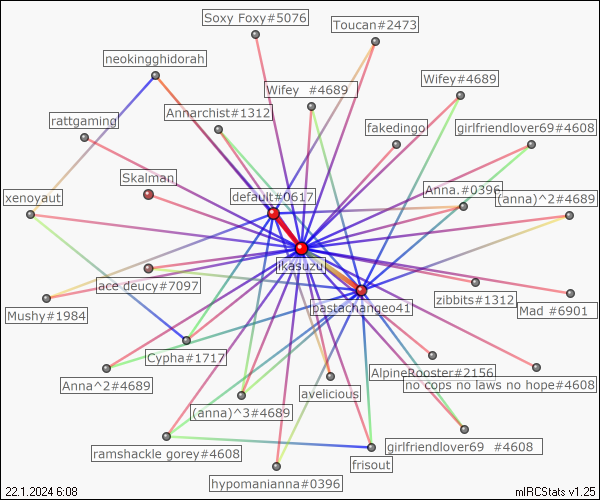 Soxy Foxy#5076
Toucan#2473
neokingghidorah
Wifey  #4689
Wifey#4689
Annarchist#1312
rattgaming
fakedingo
girlfriendlover69#4608
Skalman
default#0617
Anna.#0396
(anna)^2#4689
xenoyaut
ikasuzu
ace deucy#7097
pastachangeo41
zibbits#1312
Mad #6901
Mushy#1984
Cypha#1717
AlpineRooster#2156
Anna^2#4689
no cops no laws no hope#4608
avelicious
(anna)^3#4689
girlfriendlover69  #4608
ramshackle gorey#4608
frisout
hypomanianna#0396
22.1.2024 6:08
mIRCStats v1.25